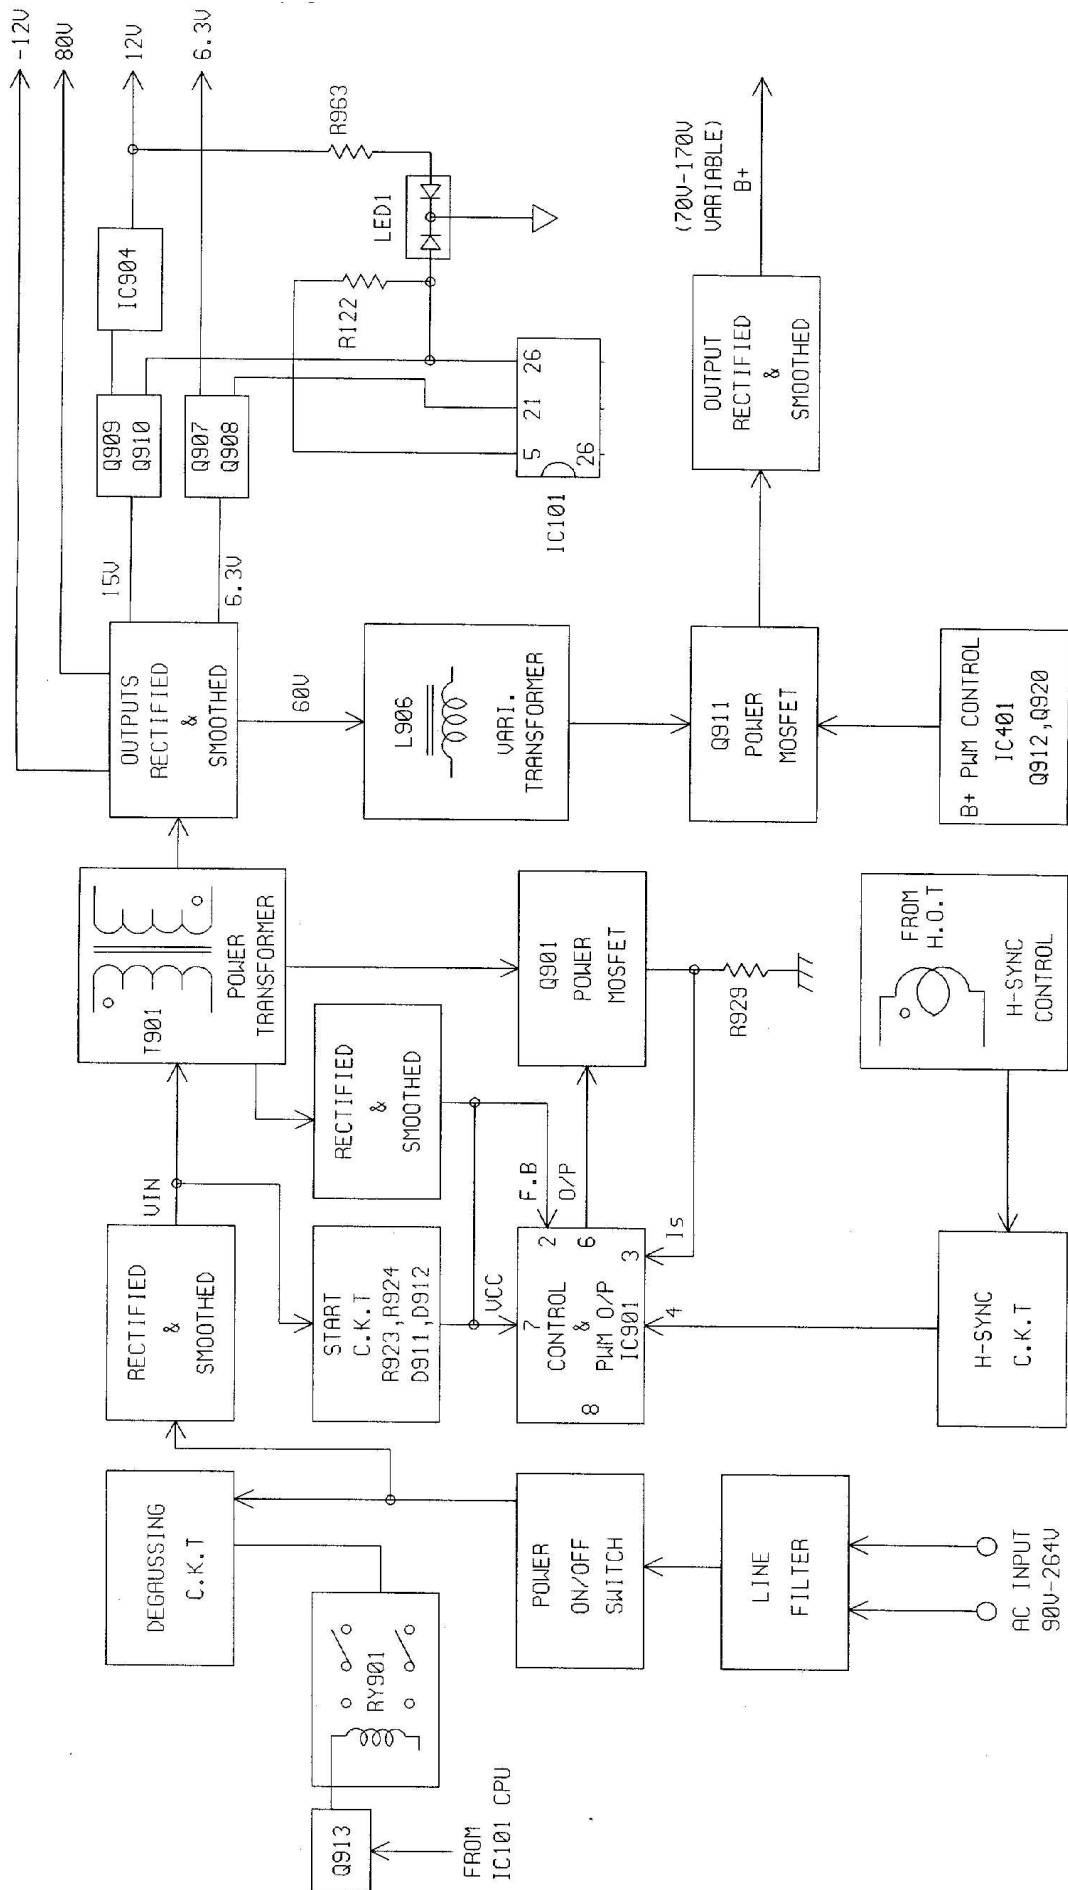 -12V
80V
12V
6.3V
R963
LED1
IC904
R122
Q909
Q910
Q907
Q908
5
21
26
26
IC101
15V
6.3V
OUTPUTS
RECTIFIED
&
SMOOTHED
60V
L906
VARI.
TRANSFORMER
Q911
POWER
MOSFET
OUTPUT
RECTIFIED
&
SMOOTHED
(70V-170V
VARIABLE)
B+
B+ PWM CONTROL
IC401
Q912,Q920
T901
POWER
TRANSFORMER
Q901
POWER
MOSFET
R929
FROM
H.O.T
H-SYNC
CONTROL
RECTIFIED
&
SMOOTHED
VIN
RECTIFIED
&
SMOOTHED
START
C.K.T
R923,R924
D911,D912
VCC
F.B
O/P
Is
2
6
3
7
CONTROL
&
PWM O/P
IC901
8
4
H-SYNC
C.K.T
DEGAUSSING
C.K.T
RY901
Q913
FROM
IC101 CPU
POWER
ON/OFF
SWITCH
LINE
FILTER
AC INPUT
90V-264V